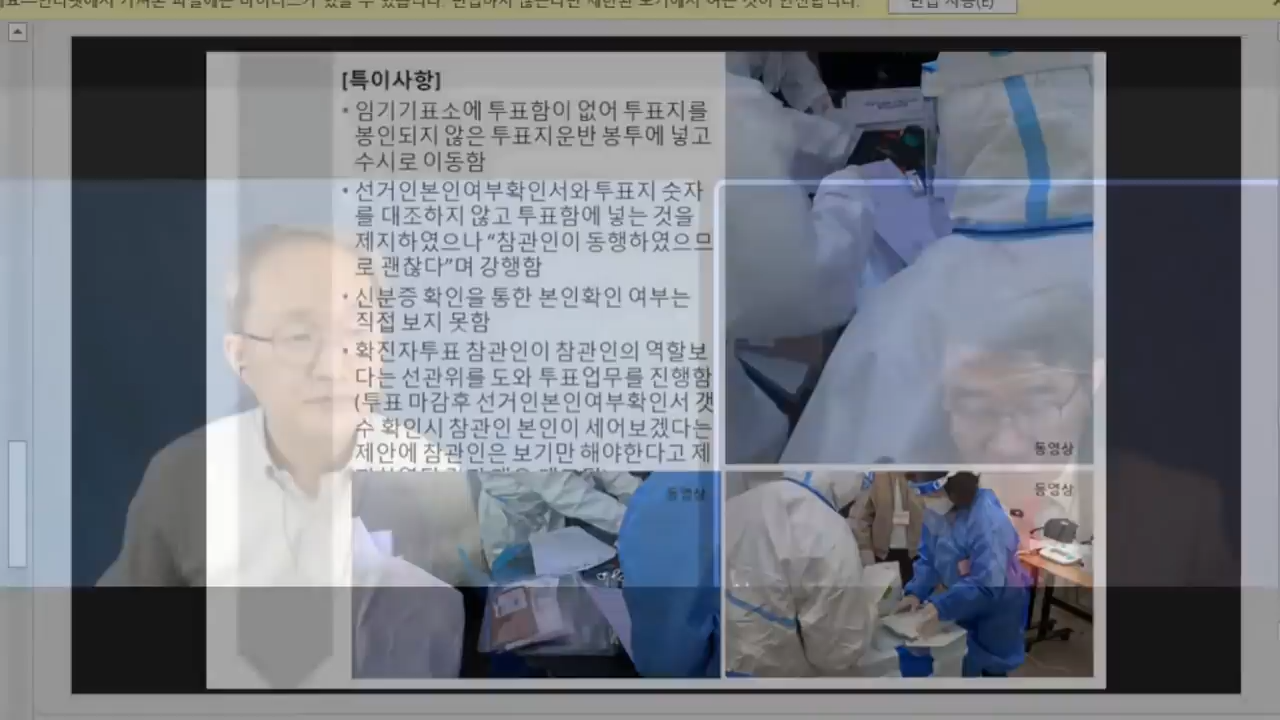 [특이사항]
• 임기기표소에 투표함이 없어 투표지를
봉인되지 않은 투표지운반 봉투에 넣고
수시로 이동함
• 선거인본인여부확인서와 투표지 숫자
를 대조하지 않고 투표함에 넣는 것을
제지하였으나 “참관인이 동행하였으므
로 괜찮다”며 강행함
• 신분증 확인을 통한 본인확인 여부는
직접 보지 못함
• 확진자투표 참관인이 참관인의 역할보
다는 선관위를 도와 투표업무를 진행함
(투표 마감후 선거인본인여부확인서 갯
수 확인시 참관인 본인이 세어보겠다는
제안에 참관인은 보기만 해야한다고 제
동영상
동영상
동영상